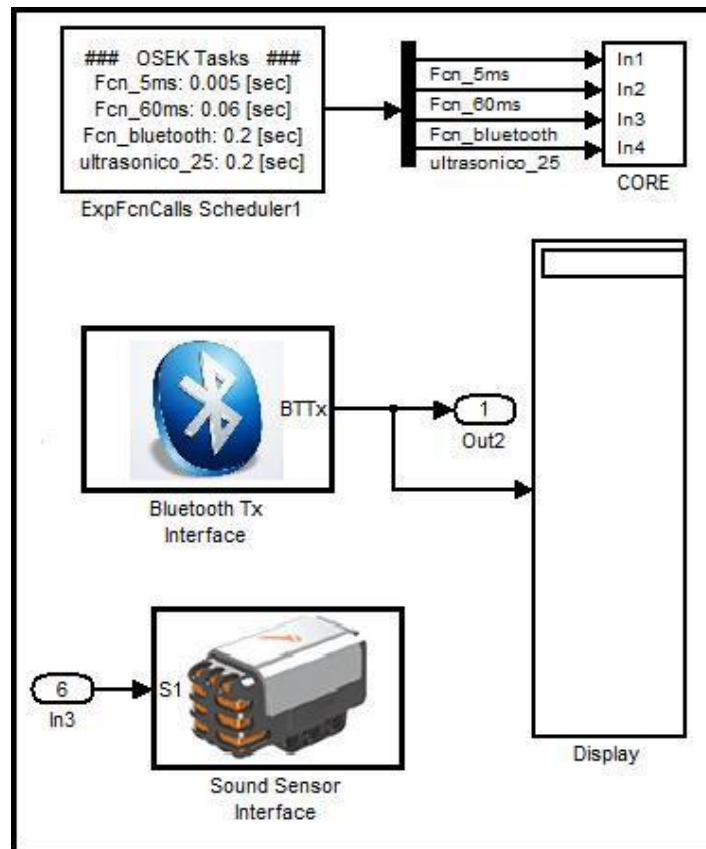 ### OSEK Tasks ###
Fcn_5ms: 0.005 [sec]
Fcn_60ms: 0.06 [sec]
Fcn_bluetooth: 0.2 [sec]
ultrasonico_25: 0.2 [sec]
ExpFcnCalls Scheduler1
Fcn_5ms
Fcn_60ms
Fcn_bluetooth
ultrasonico_25
In1
In2
In3
In4
CORE
BTTx
Bluetooth Tx
Interface
1
Out2
Display
6
In3
S1
Sound Sensor
Interface